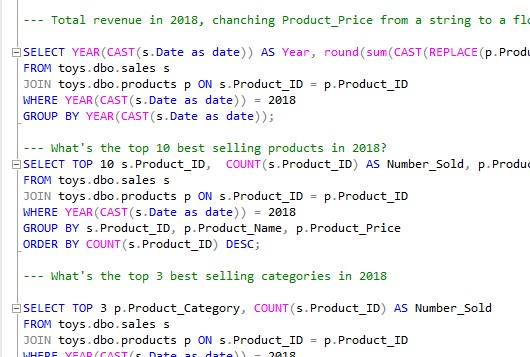 --- Total revenue in 2018, chanching Product_Price from a string to a flo
SELECT YEAR(CAST(s.Date as date)) AS Year, round(sum(CAST(REPLACE(p.Produ
FROM toys.dbo.sales s
JOIN toys.dbo.products p ON s.Product_ID = p.Product_ID
WHERE YEAR(CAST(s.Date as date)) = 2018
GROUP BY YEAR(CAST(s.Date as date));
--- What's the top 10 best selling products in 2018?
SELECT TOP 10 s.Product_ID,  COUNT(s.Product_ID) AS Number_Sold, p.Produc
FROM toys.dbo.sales s
JOIN toys.dbo.products p ON s.Product_ID = p.Product_ID
WHERE YEAR(CAST(s.Date as date)) = 2018
GROUP BY s.Product_ID, p.Product_Name, p.Product_Price
ORDER BY COUNT(s.Product_ID) DESC;
--- What's the top 3 best selling categories in 2018
SELECT TOP 3 p.Product_Category, COUNT(s.Product_ID) AS Number_Sold
FROM toys.dbo.sales s
JOIN toys.dbo.products p ON s.Product_ID = p.Product_ID
WHERE YEAR(CAST(s.Date as date)) = 2018